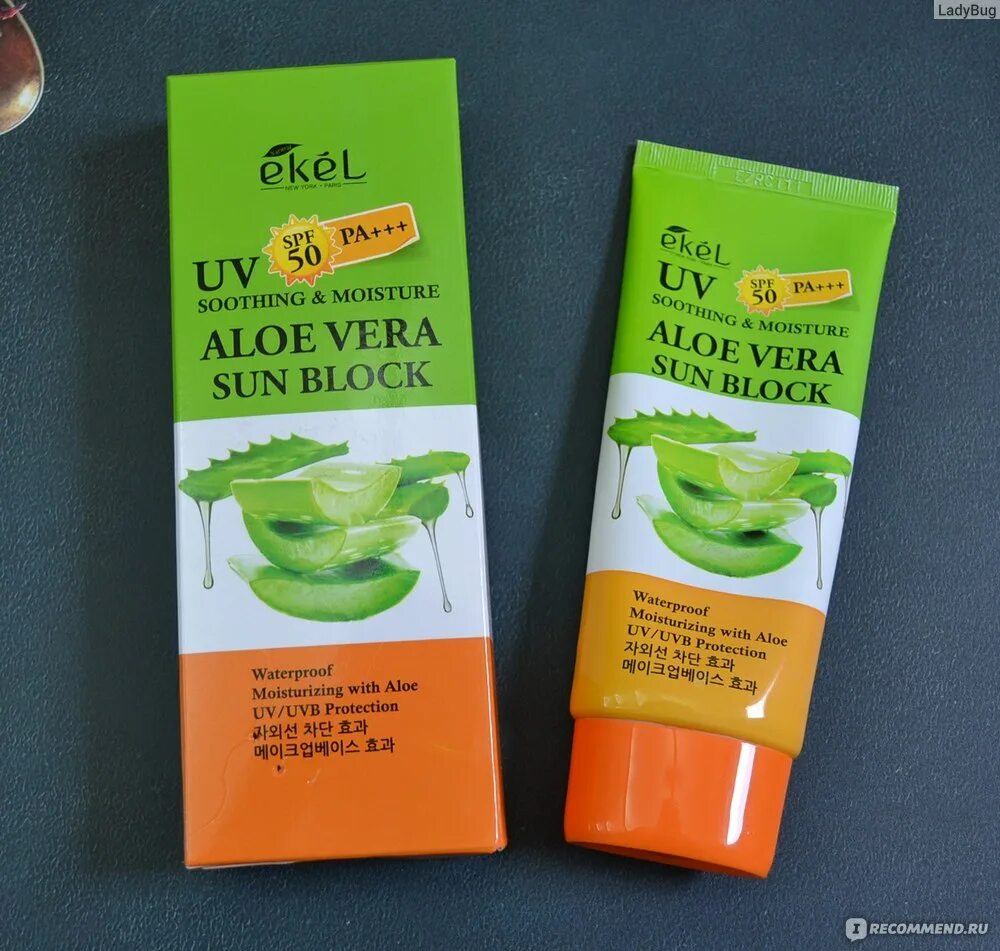 LadyBug
ekēL
NEW YORK • PARIS
SPF
50
PA+++
UV
SOOTHING & MOISTURE
ALOE VERA
SUN BLOCK
Waterproof
Moisturizing with Aloe
UV/UVB Protection
자외선 차단 효과
메이크업베이스 효과
ekēL
UV
SPF
50
PA+++
SOOTHING & MOISTURE
ALOE VERA
SUN BLOCK
Waterproof
Moisturizing with Aloe
UV/UVB Protection
자외선 차단 효과
메이크업베이스 효과
IRECOMMEND.RU